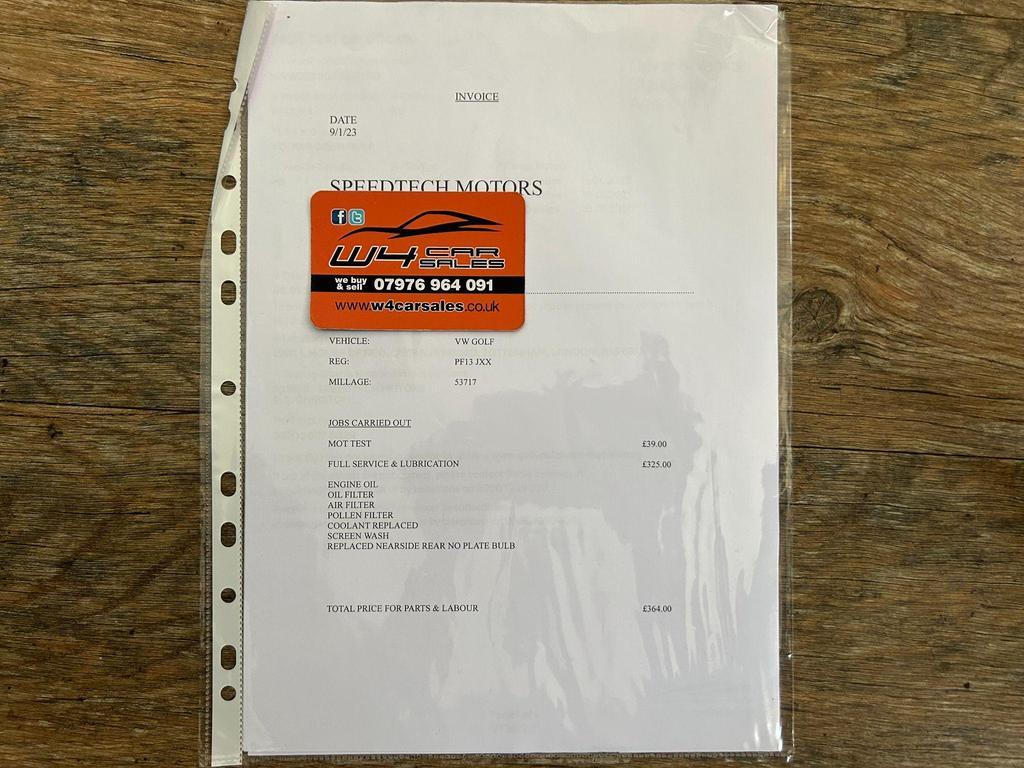 INVOICE
DATE
9/1/23
SPEEDTECH MOTORS
f t
W4 CAR SALES
we buy & sell 07976 964 091
www.w4carsales.co.uk
VEHICLE: VW GOLF
REG: PF13 JXX
MILLAGE: 53717
JOBS CARRIED OUT
MOT TEST £39.00
FULL SERVICE & LUBRICATION £325.00
ENGINE OIL
OIL FILTER
AIR FILTER
POLLEN FILTER
COOLANT REPLACED
SCREEN WASH
REPLACED NEARSIDE REAR NO PLATE BULB
TOTAL PRICE FOR PARTS & LABOUR £364.00